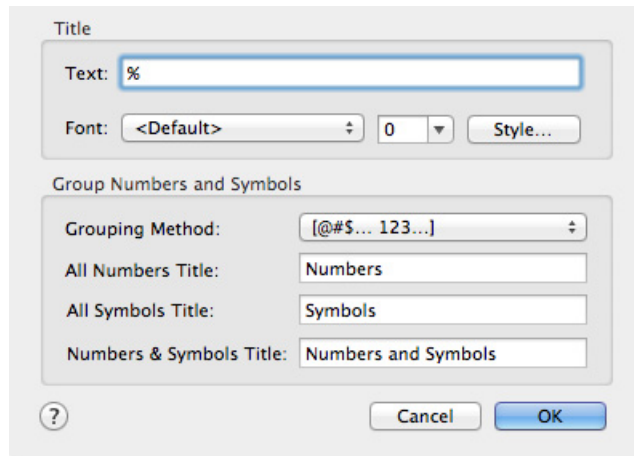 Title
Text: %
Font: <Default> 0 Style...
Group Numbers and Symbols
Grouping Method: [@#$... 123...]
All Numbers Title: Numbers
All Symbols Title: Symbols
Numbers & Symbols Title: Numbers and Symbols
? Cancel OK